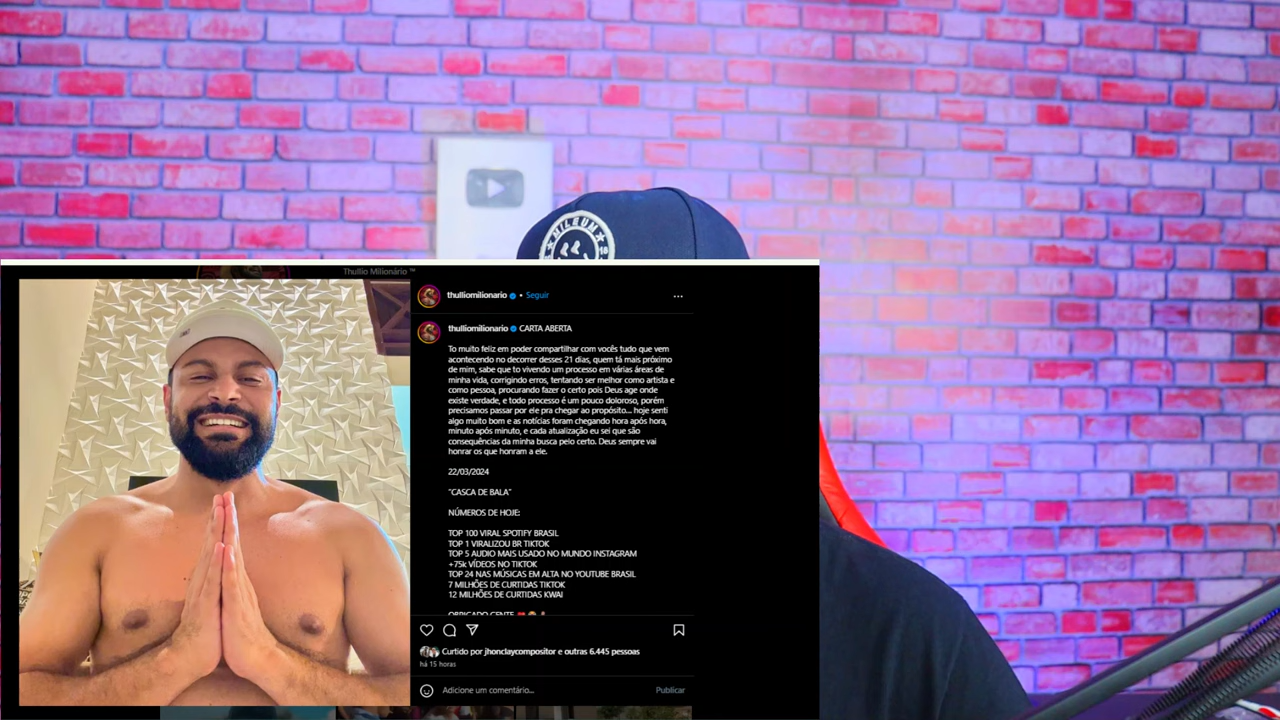 MILEUM
18
Thullio Milionário ™
thulliomilionario • Seguir
thulliomilionario CARTA ABERTA
To muito feliz em poder compartilhar com vocês tudo que vem
acontecendo no decorrer desses 21 dias, quem tá mais próximo
de mim, sabe que to vivendo um processo em várias áreas de
minha vida, corrigindo erros, tentando ser melhor como artista e
como pessoa, procurando fazer o certo pois Deus age onde
existe verdade, e todo processo é um pouco doloroso, porém
precisamos passar por ele pra chegar ao propósito... hoje senti
algo muito bom e as notícias foram chegando hora após hora,
minuto após minuto, e cada atualização eu sei que são
consequências da minha busca pelo certo. Deus sempre vai
honrar os que honram a ele.
22/03/2024
"CASCA DE BALA"
NÚMEROS DE HOJE:
TOP 100 VIRAL SPOTIFY BRASIL
TOP 1 VIRALIZOU BR TIKTOK
TOP 5 AUDIO MAIS USADO NO MUNDO INSTAGRAM
+75k VÍDEOS NO TIKTOK
TOP 24 NAS MÚSICAS EM ALTA NO YOUTUBE BRASIL
7 MILHÕES DE CURTIDAS TIKTOK
12 MILHÕES DE CURTIDAS KWAI
OBRIGADO GENTE
Curtido por jhonclaycompositor e outras 6.445 pessoas
há 15 horas
Adicione um comentário...
Publicar